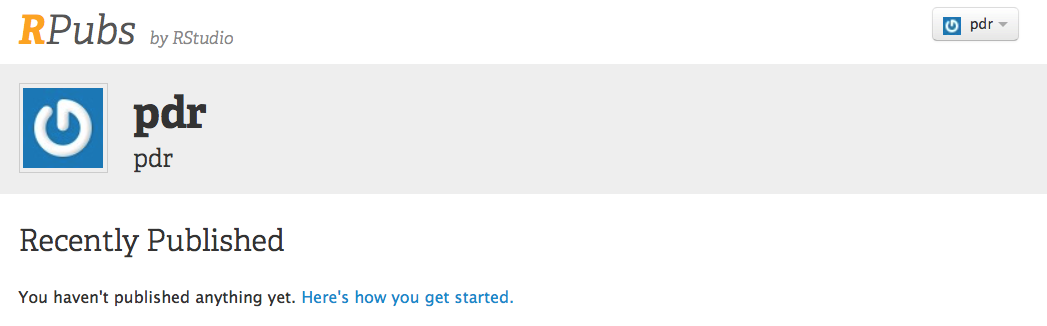 RPubs by RStudio
pdr
pdr
pdr
Recently Published
You haven't published anything yet. Here's how you get started.